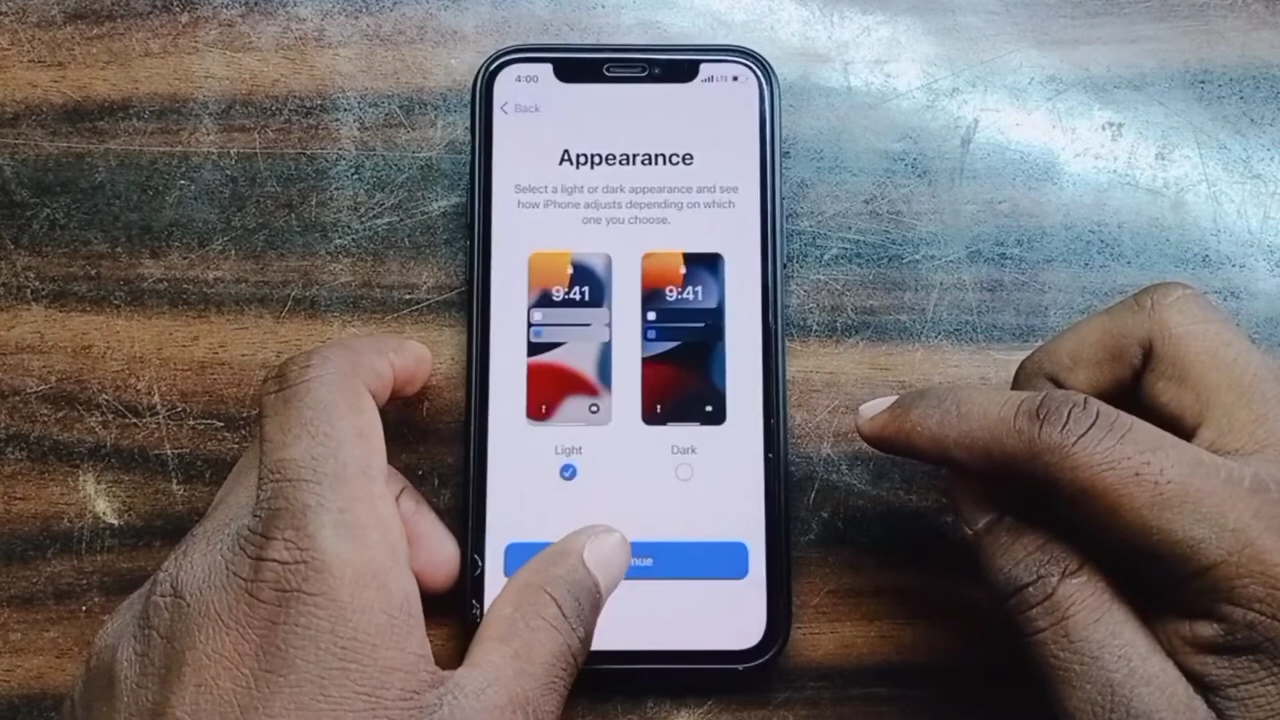 4:00
LTE
Back
Appearance
Select a light or dark appearance and see
how iPhone adjusts depending on which
one you choose.
9:41
9:41
Light
Dark
nue